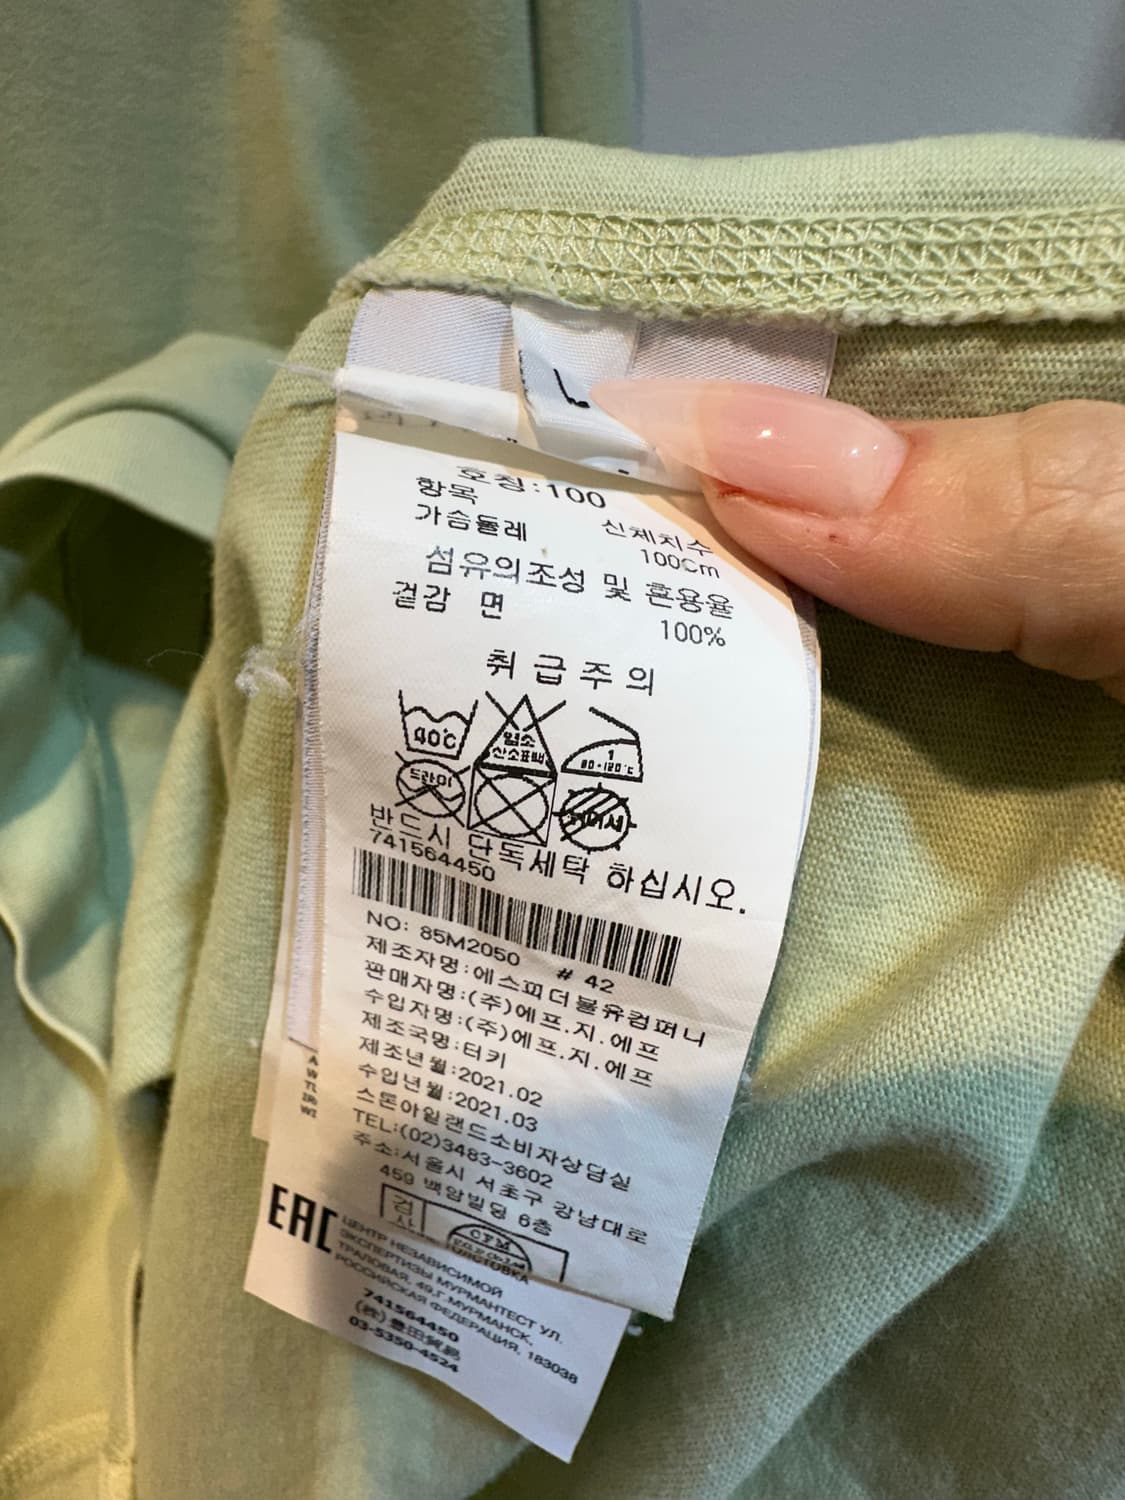 호칭:100
항목 신체치수
가슴둘레 100Cm
섬유의조성 및 혼용율
겉감 면 100%
취급주의
40℃
염소
산소표백
1
80-120℃
드라이
반드시 단독세탁 하십시오.
741564450
NO: 85M2050 # 42
제조자명:에스피더블유컴퍼니
판매자명:(주)에프.지.에프
수입자명:(주)에프.지.에프
제조국명:터키
제조년월:2021.02
수입년월:2021.03
스톤아일랜드소비자상담실
TEL:(02)3483-3602
주소:서울시 서초구 강남대로
459 백암빌딩 6층
검사
EAC
ЦЕНТР НЕЗАВИСИМОЙ
ЭКСПЕРТИЗЫ МУРМАНТЕСТ УЛ.
ТРАЛОВАЯ, 49,Г.МУРМАНСК,
РОССИЙСКАЯ ФЕДЕРАЦИЯ, 183038
741564450
(株)豊田貿易
03-5350-4524